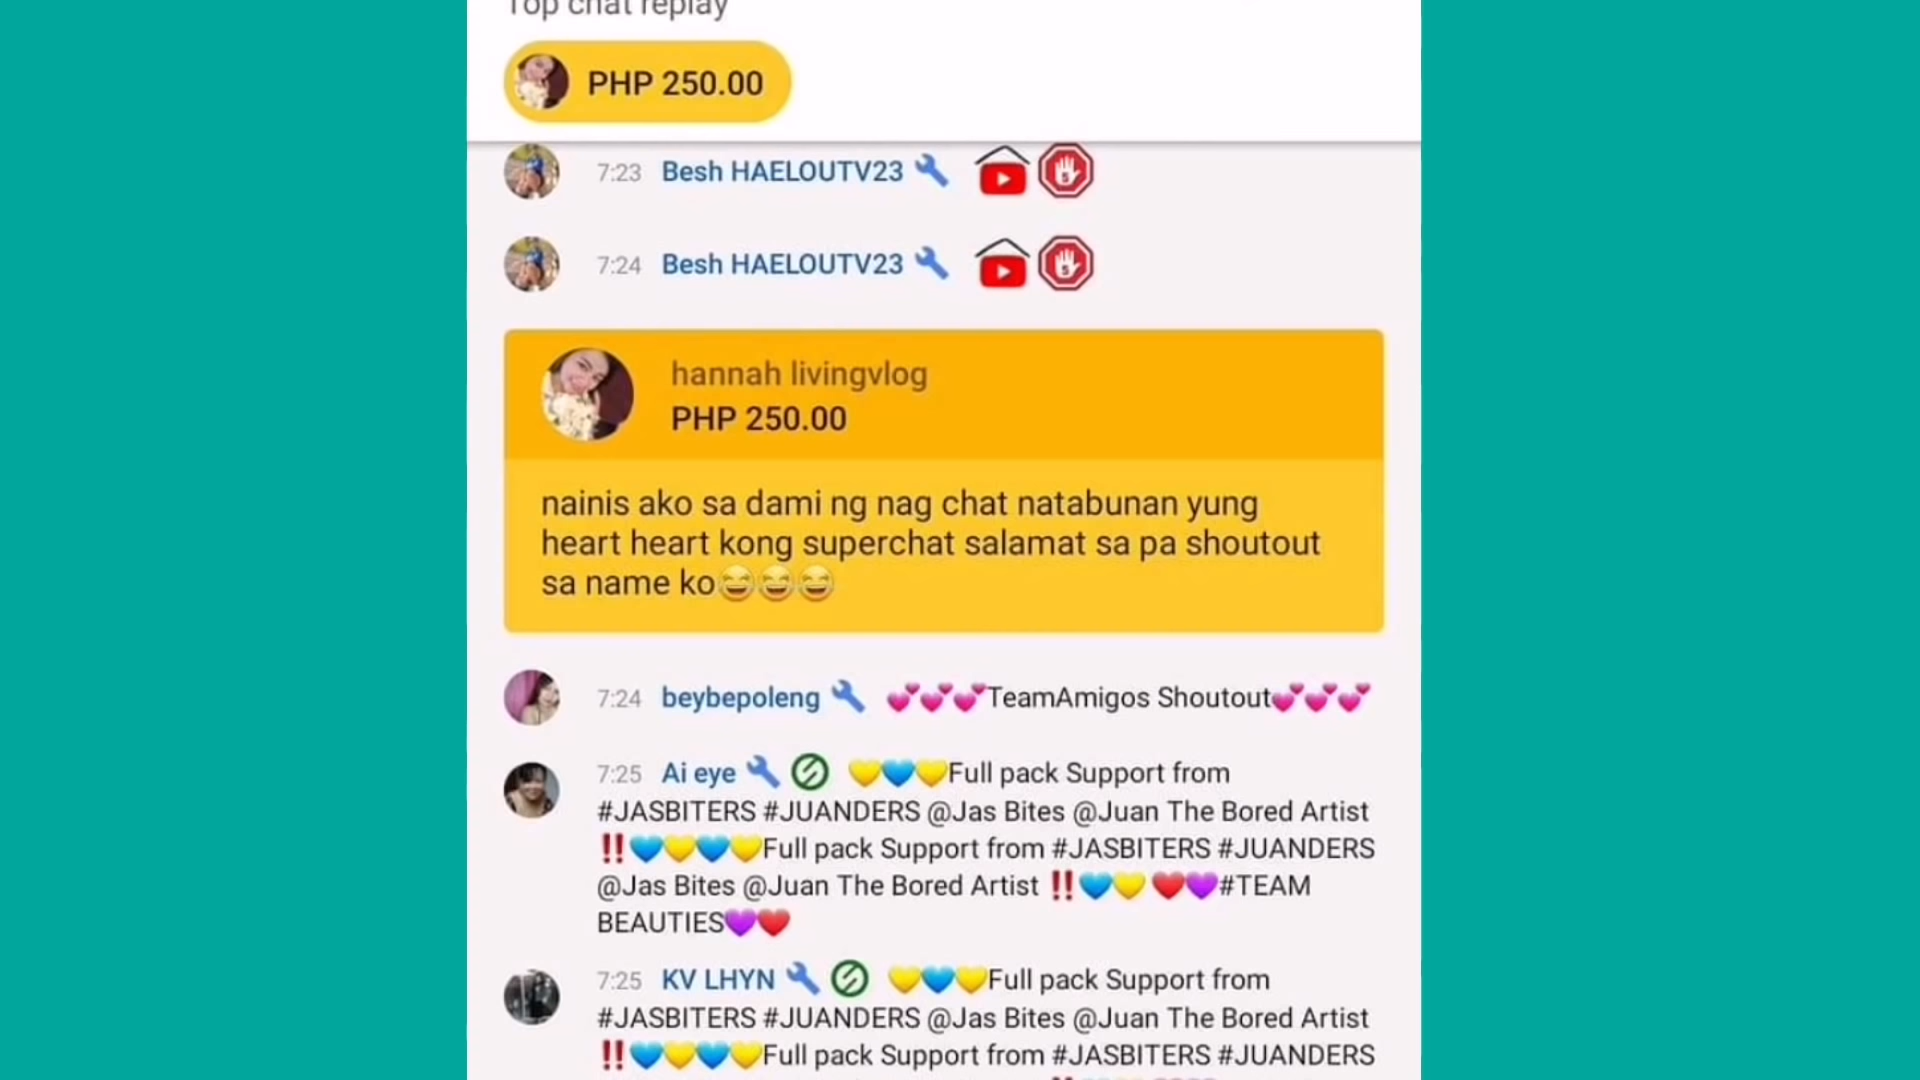 Top chat replay
PHP 250.00
7:23 Besh HAELOUTV23
7:24 Besh HAELOUTV23
hannah livingvlog
PHP 250.00
nainis ako sa dami ng nag chat natabunan yung
heart heart kong superchat salamat sa pa shoutout
sa name ko😆😆😆
7:24 beybepoleng 💕💕💕TeamAmigos Shoutout💕💕💕
7:25 Ai eye 💛💙💛Full pack Support from
#JASBITERS #JUANDERS @Jas Bites @Juan The Bored Artist
‼️💙💛💙💛Full pack Support from #JASBITERS #JUANDERS
@Jas Bites @Juan The Bored Artist ‼️💙💛 ❤️💜#TEAM
BEAUTIES💜❤️
7:25 KV LHYN 💛💙💛Full pack Support from
#JASBITERS #JUANDERS @Jas Bites @Juan The Bored Artist
‼️💙💛💙💛Full pack Support from #JASBITERS #JUANDERS